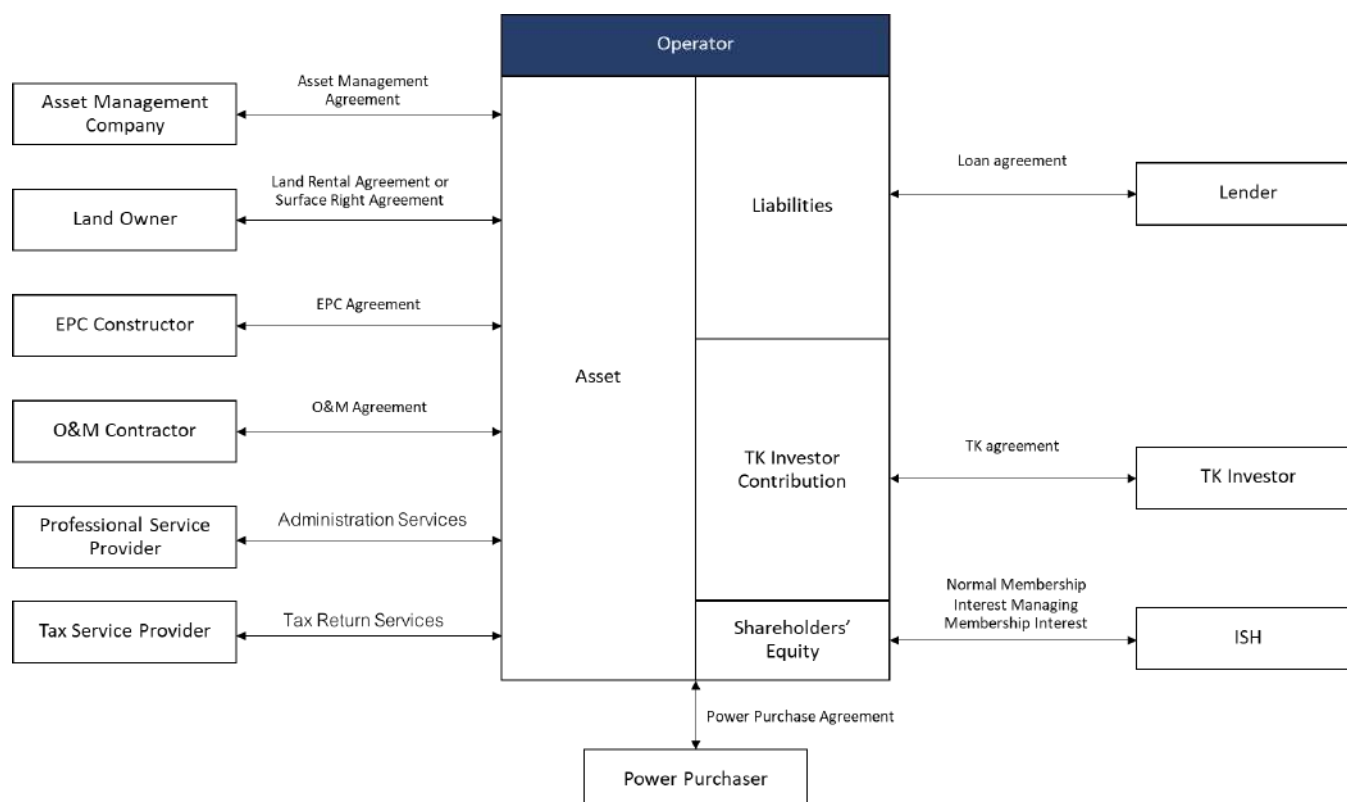 Operator
Asset Management
Agreement
Asset Management
Company
Land Rental Agreement or
Surface Right Agreement
Land Owner
EPC Agreement
EPC Constructor
O&M Agreement
O&M Contractor
Administration Services
Professional Service
Provider
Tax Return Services
Tax Service Provider
Asset
Liabilities
TK Investor
Contribution
Shareholders'
Equity
Loan agreement
Lender
TK agreement
TK Investor
Normal Membership
Interest Managing
Membership Interest
ISH
Power Purchase Agreement
Power Purchaser